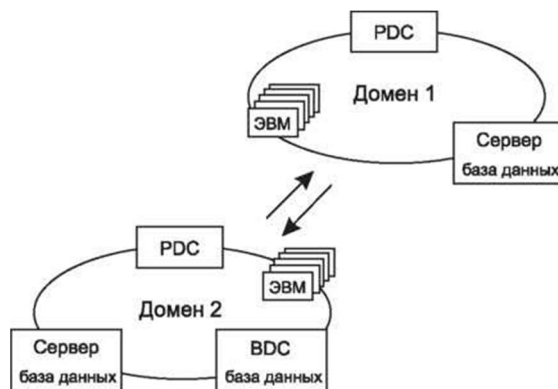 PDC
Домен 1
ЭВМ
Сервер
база данных
PDC
ЭВМ
Домен 2
Сервер
база данных
BDC
база данных